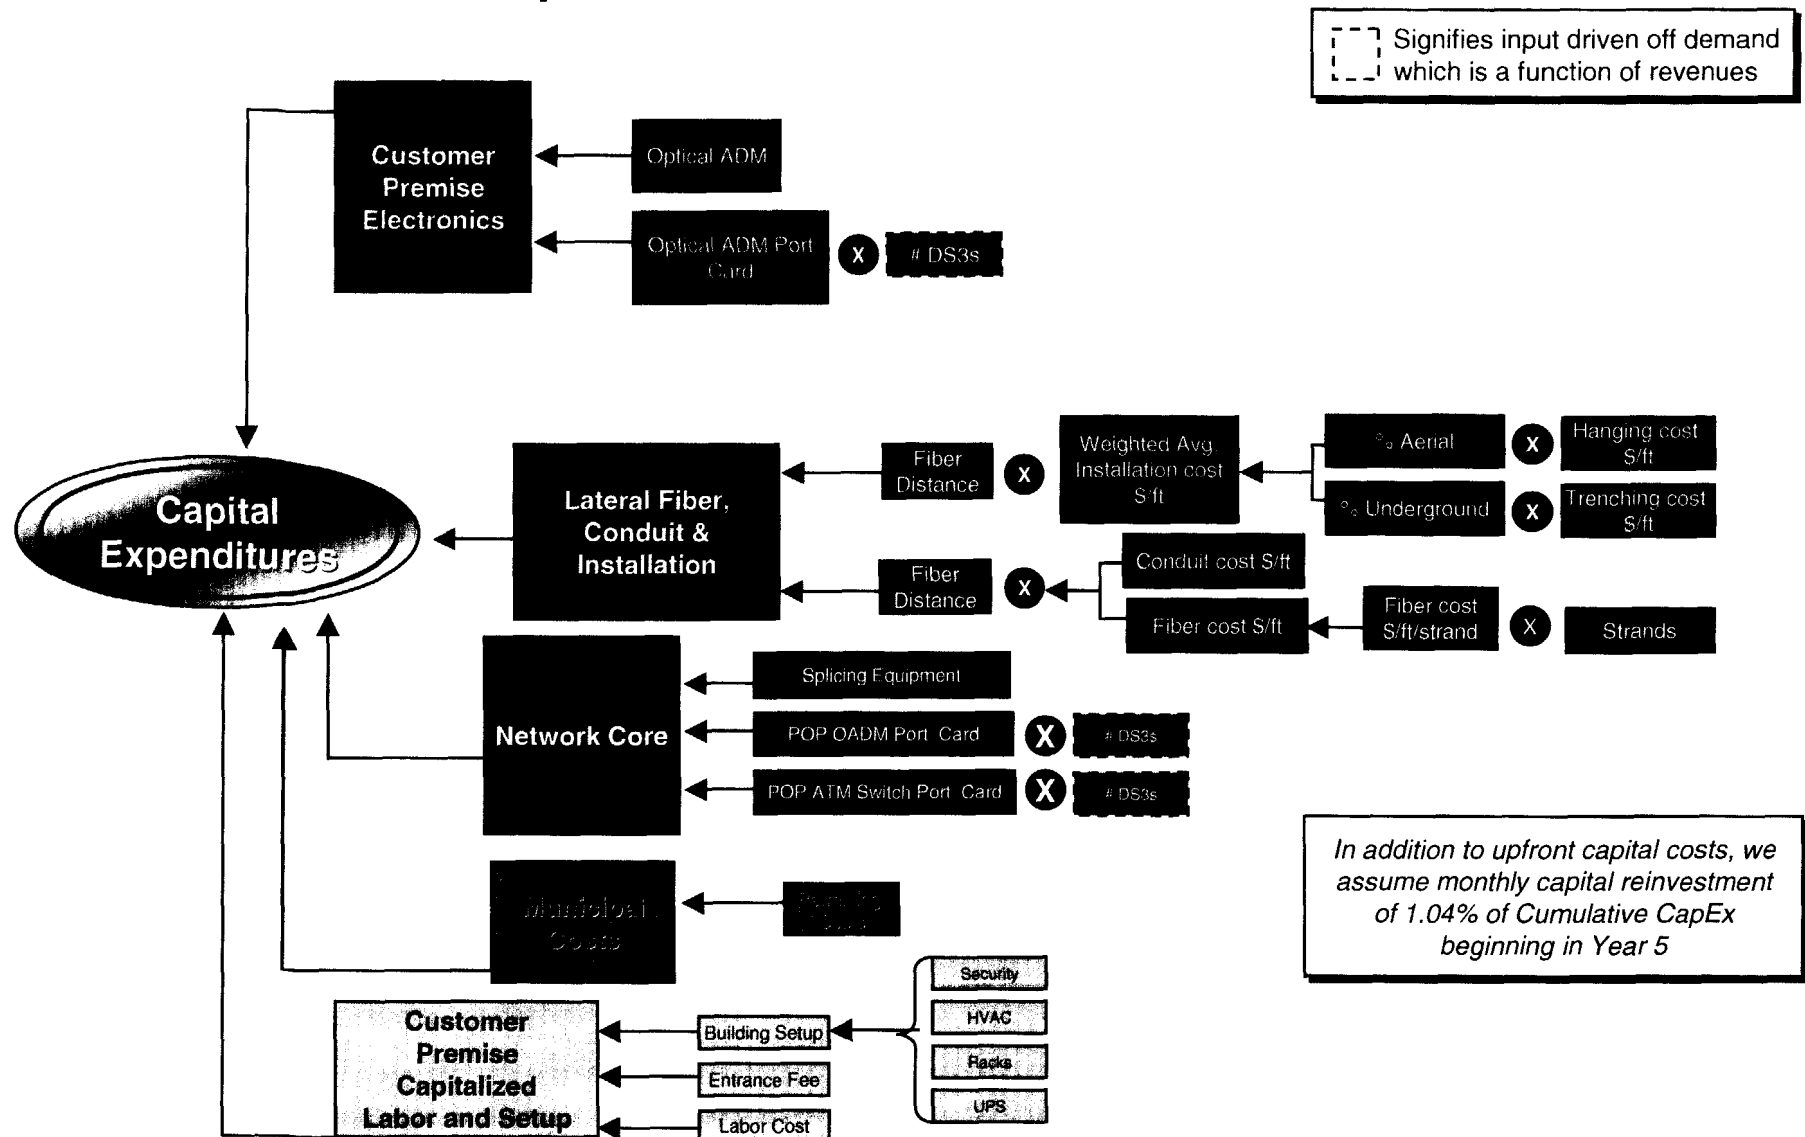 Signifies input driven off demand
which is a function of revenues
Customer
Premise
Electronics
Optical ADM
Optical ADM Port
Card
X
# DS3s
Capital
Expenditures
Lateral Fiber,
Conduit &
Installation
Fiber
Distance
X
Weighted Avg.
Installation cost
$/ft
% Aerial
X
Hanging cost
$/ft
% Underground
X
Trenching cost
$/ft
Fiber
Distance
X
Conduit cost $/ft
Fiber cost $/ft
Fiber cost
$/ft/strand
X
Strands
Network Core
Splicing Equipment
POP OADM Port Card
X
# DS3s
POP ATM Switch Port Card
X
# DS3s
Municipal
Costs
In addition to upfront capital costs, we
assume monthly capital reinvestment
of 1.04% of Cumulative CapEx
beginning in Year 5
Customer
Premise
Capitalized
Labor and Setup
Building Setup
Entrance Fee
Labor Cost
Security
HVAC
Racks
UPS